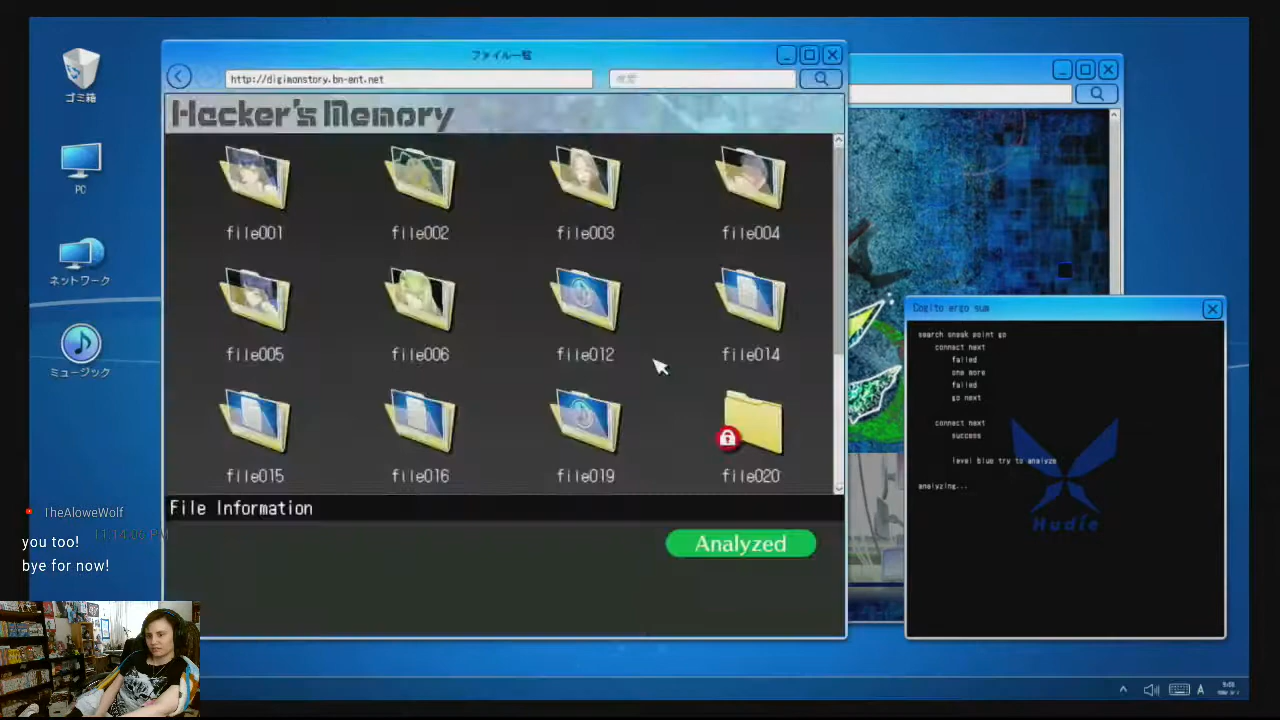 ファイル一覧
http://digimonstory.bn-ent.net
検索
Hacker's Memory
file001
file002
file003
file004
file005
file006
file012
file014
file015
file016
file019
file020
File Information
Analyzed
ゴミ箱
PC
ネットワーク
ミュージック
Cogito ergo sum
search sneak point go
connect next
failed
one more
failed
go next
connect next
success
level blue try to analyze
analyzing...
Hudie
TheAloweWolf
11:14:06 PM
you too!
bye for now!
A